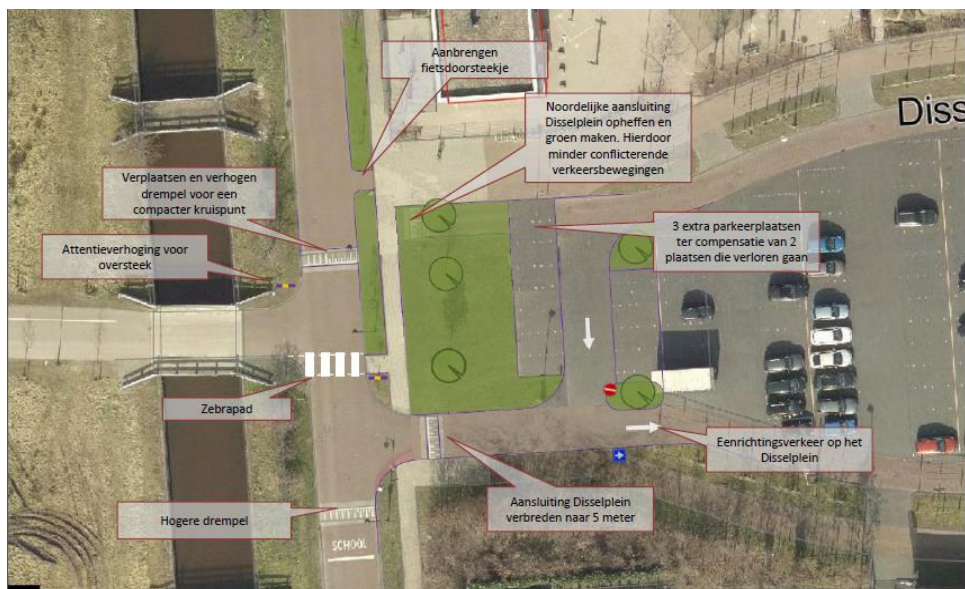 Aanbrengen
fietsdoorsteekje
Noordelijke aansluiting
Disselplein opheffen en
groen maken. Hierdoor
minder conflicterende
verkeersbewegingen
Diss
Verplaatsen en verhogen
drempel voor een
compacter kruispunt
3 extra parkeerplaatsen
ter compensatie van 2
plaatsen die verloren gaan
Attentieverhoging voor
oversteek
Zebrapad
Eenrichtingsverkeer op het
Disselplein
Aansluiting Disselplein
verbreden naar 5 meter
Hogere drempel
SCHOOL